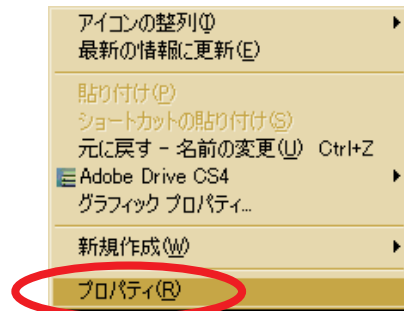 アイコンの整列(I)
最新の情報に更新(E)
貼り付け(P)
ショートカットの貼り付け(S)
元に戻す - 名前の変更(U) Ctrl+Z
Adobe Drive CS4
グラフィック プロパティ...
新規作成(W)
プロパティ(R)